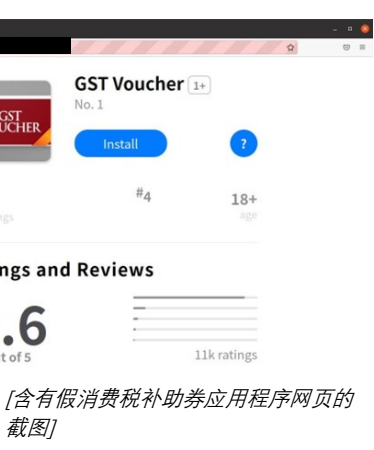 GST Voucher 1+
GST
UCHER
No. 1
Install ?
#4 18+
ngs age
ngs and Reviews
.6
t of 5 11k ratings
[含有假消费税补助券应用程序网页的
截图]